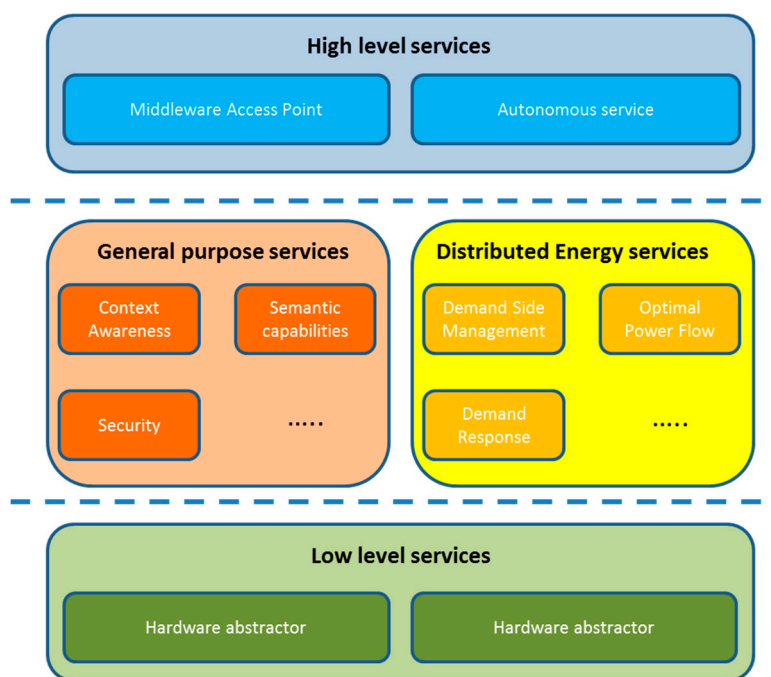 High level services
Middleware Access Point
Autonomous service
General purpose services
Distributed Energy services
Context
Awareness
Semantic
capabilities
Demand Side
Management
Optimal
Power Flow
Security
.....
Demand
Response
.....
Low level services
Hardware abstractor
Hardware abstractor